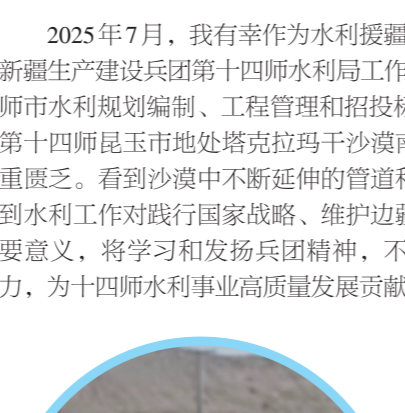 2025年7月，我有幸作为水利援疆
新疆生产建设兵团第十四师水利局工作
师市水利规划编制、工程管理和招投标
第十四师昆玉市地处塔克拉玛干沙漠南
重匮乏。看到沙漠中不断延伸的管道和
到水利工作对践行国家战略、维护边疆
要意义，将学习和发扬兵团精神，不
力，为十四师水利事业高质量发展贡献